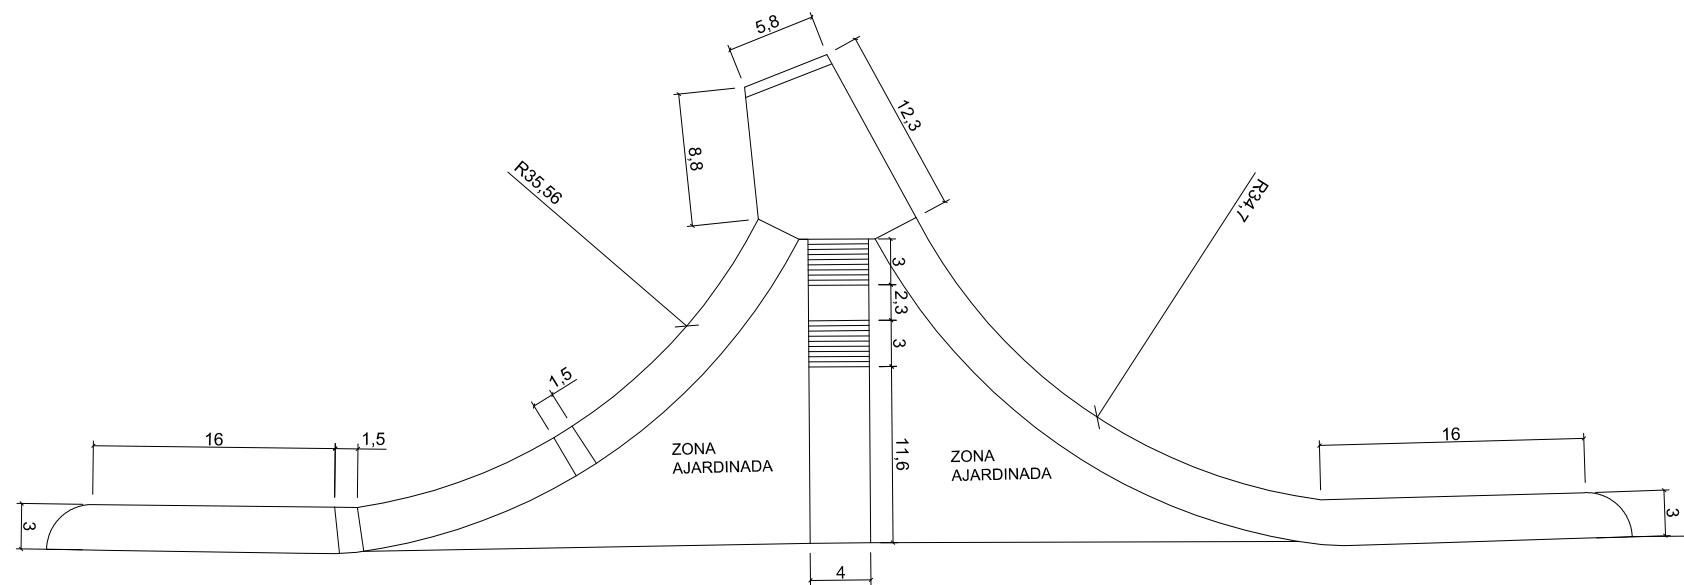 5,8
12,3
8,8
R35,56
R34,7
3
2,3
3
1,5
16
1,5
ZONA
AJARDINADA
11,6
ZONA
AJARDINADA
16
3
3
4